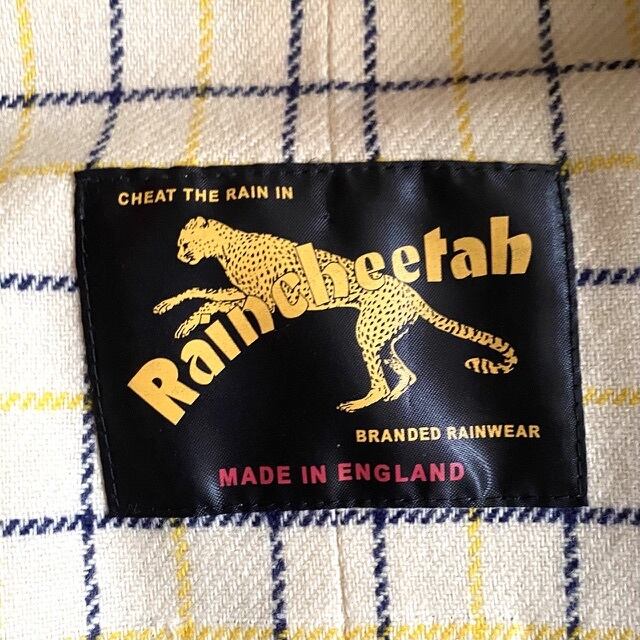 CHEAT THE RAIN IN
Raincheetah
BRANDED RAINWEAR
MADE IN ENGLAND